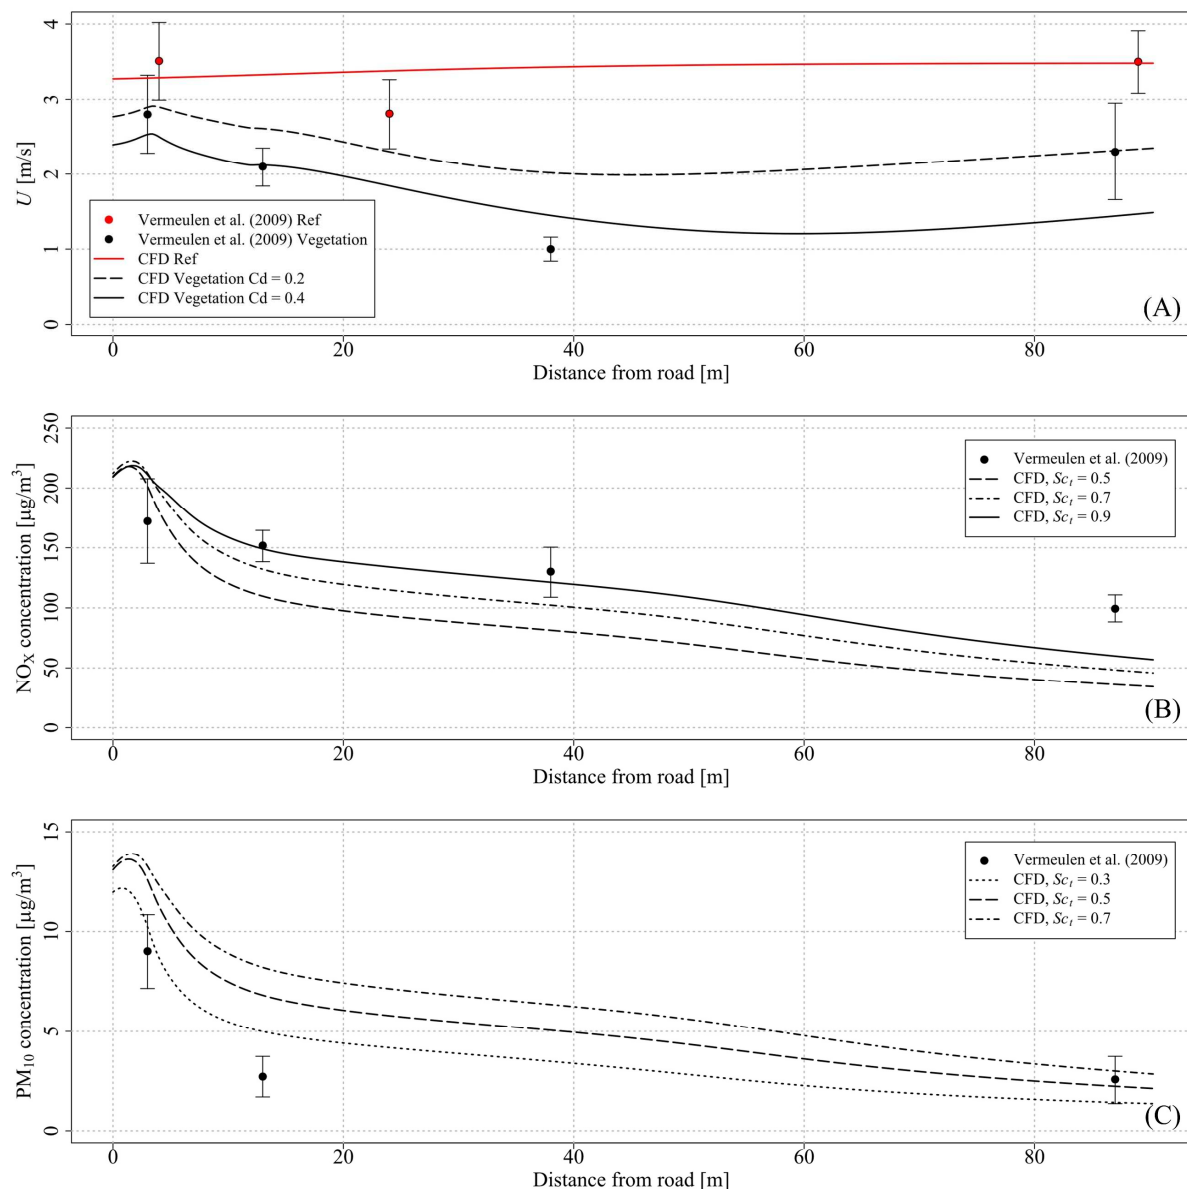 4
3
2
1
0
U [m/s]
Vermeulen et al. (2009) Ref
Vermeulen et al. (2009) Vegetation
CFD Ref
CFD Vegetation Cd = 0.2
CFD Vegetation Cd = 0.4
(A)
0 20 40 60 80
Distance from road [m]
250
200
150
100
50
0
NOX concentration [µg/m³]
Vermeulen et al. (2009)
CFD, Sct = 0.5
CFD, Sct = 0.7
CFD, Sct = 0.9
(B)
0 20 40 60 80
Distance from road [m]
15
10
5
0
PM10 concentration [µg/m³]
Vermeulen et al. (2009)
CFD, Sct = 0.3
CFD, Sct = 0.5
CFD, Sct = 0.7
(C)
0 20 40 60 80
Distance from road [m]